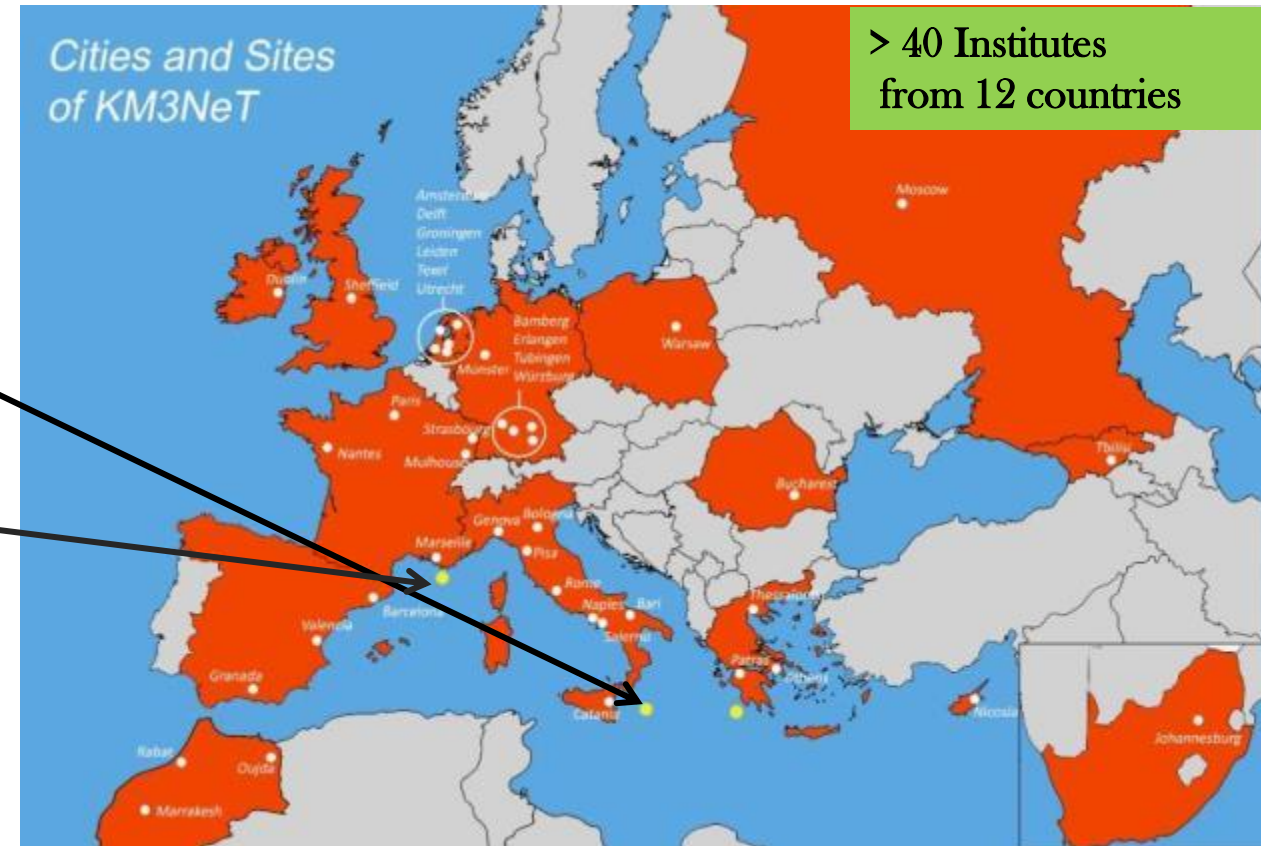 Cities and Sites
of KM3NeT
> 40 Institutes
from 12 countries
Moscow
Amsterdam
Delft
Groningen
Leiden
Texel
Utrecht
Dublin
Sheffield
Bamberg
Erlangen
Tubingen
Würzburg
Warsaw
Munster
Paris
Strasbourg
Nantes
Mulhouse
Tbilisi
Bucharest
Genova
Bologna
Marseille
Pisa
Rome
Barcelona
Naples
Bari
Thessaloniki
Valencia
Salerno
Granada
Patras
Athens
Catania
Nicosia
Johannesburg
Rabat
Oujda
Marrakesh